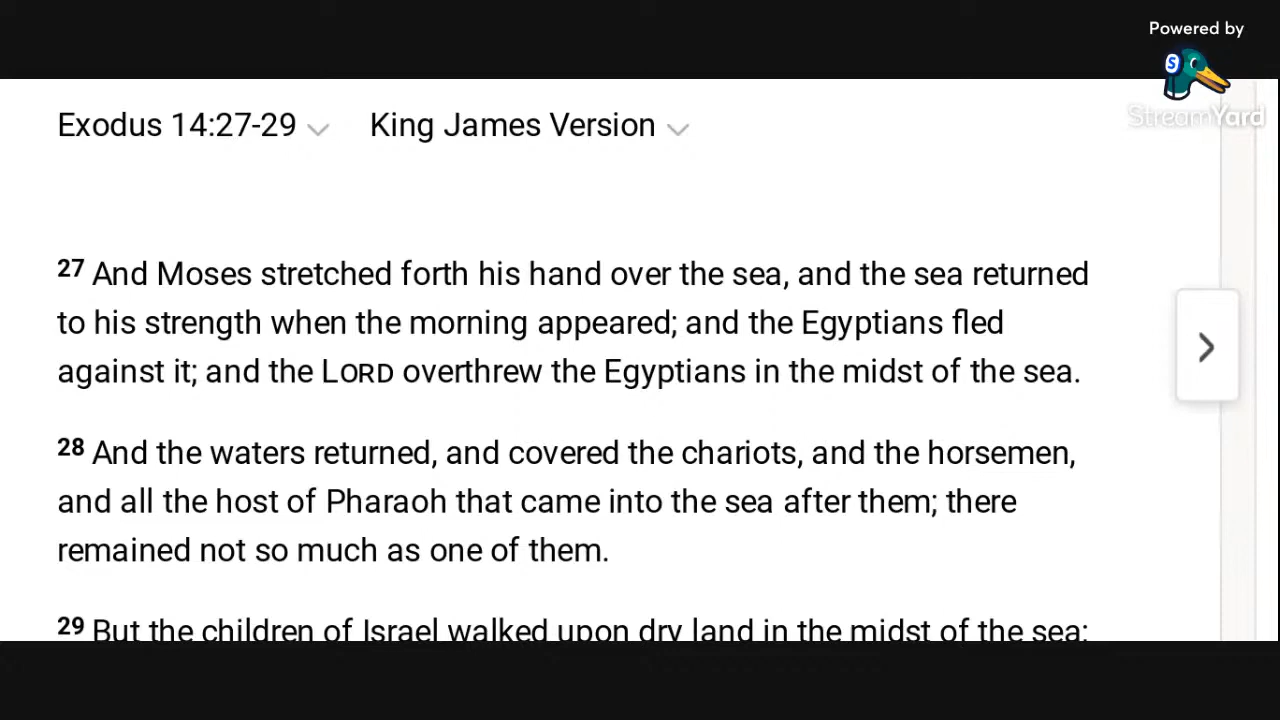 Powered by
S
StreamYard
Exodus 14:27-29 King James Version
27 And Moses stretched forth his hand over the sea, and the sea returned
to his strength when the morning appeared; and the Egyptians fled
against it; and the LORD overthrew the Egyptians in the midst of the sea.
28 And the waters returned, and covered the chariots, and the horsemen,
and all the host of Pharaoh that came into the sea after them; there
remained not so much as one of them.
29 But the children of Israel walked upon dry land in the midst of the sea;